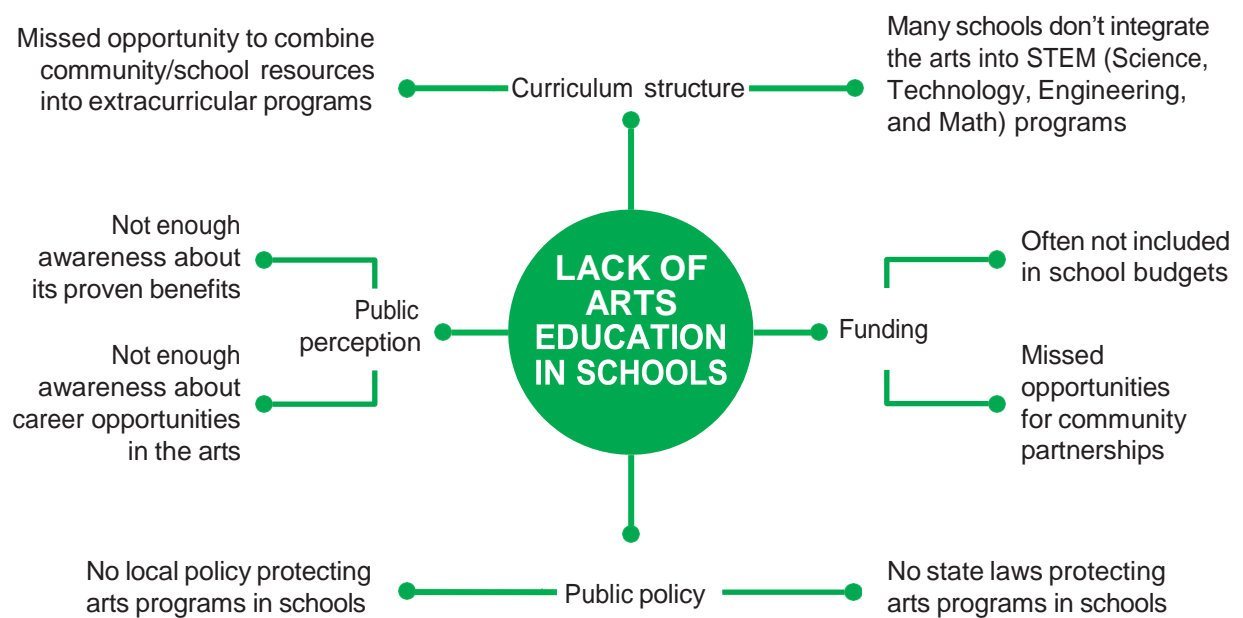 Missed opportunity to combine
community/school resources
into extracurricular programs
Curriculum structure
Many schools don’t integrate
the arts into STEM (Science,
Technology, Engineering,
and Math) programs
Not enough
awareness about
its proven benefits
Not enough
awareness about
career opportunities
in the arts
Public
perception
LACK OF
ARTS
EDUCATION
IN SCHOOLS
Funding
Often not included
in school budgets
Missed
opportunities
for community
partnerships
No local policy protecting
arts programs in schools
Public policy
No state laws protecting
arts programs in schools